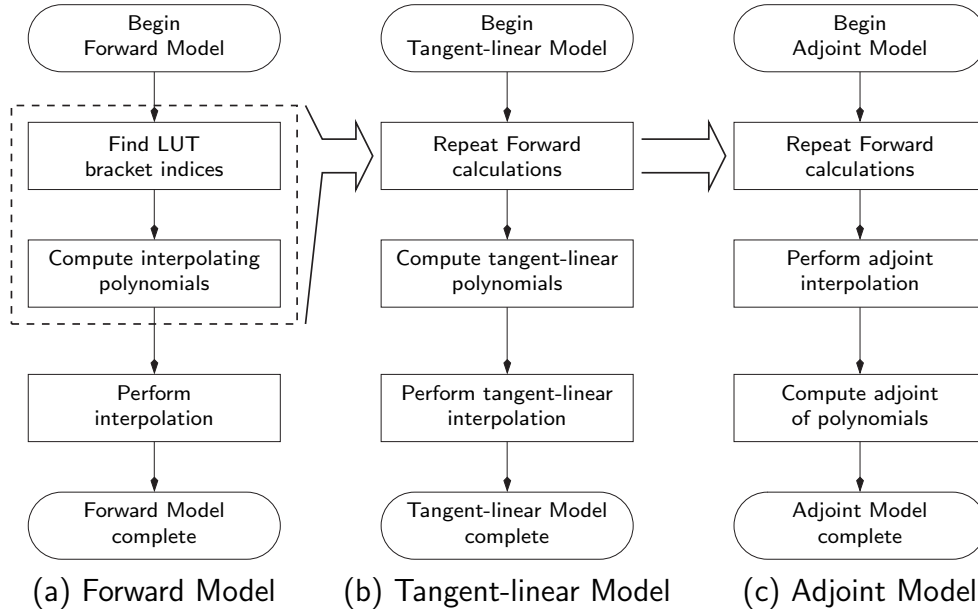 Begin
Forward Model
Find LUT
bracket indices
Compute interpolating
polynomials
Perform
interpolation
Forward Model
complete
(a) Forward Model
Begin
Tangent-linear Model
Repeat Forward
calculations
Compute tangent-linear
polynomials
Perform tangent-linear
interpolation
Tangent-linear Model
complete
(b) Tangent-linear Model
Begin
Adjoint Model
Repeat Forward
calculations
Perform adjoint
interpolation
Compute adjoint
of polynomials
Adjoint Model
complete
(c) Adjoint Model